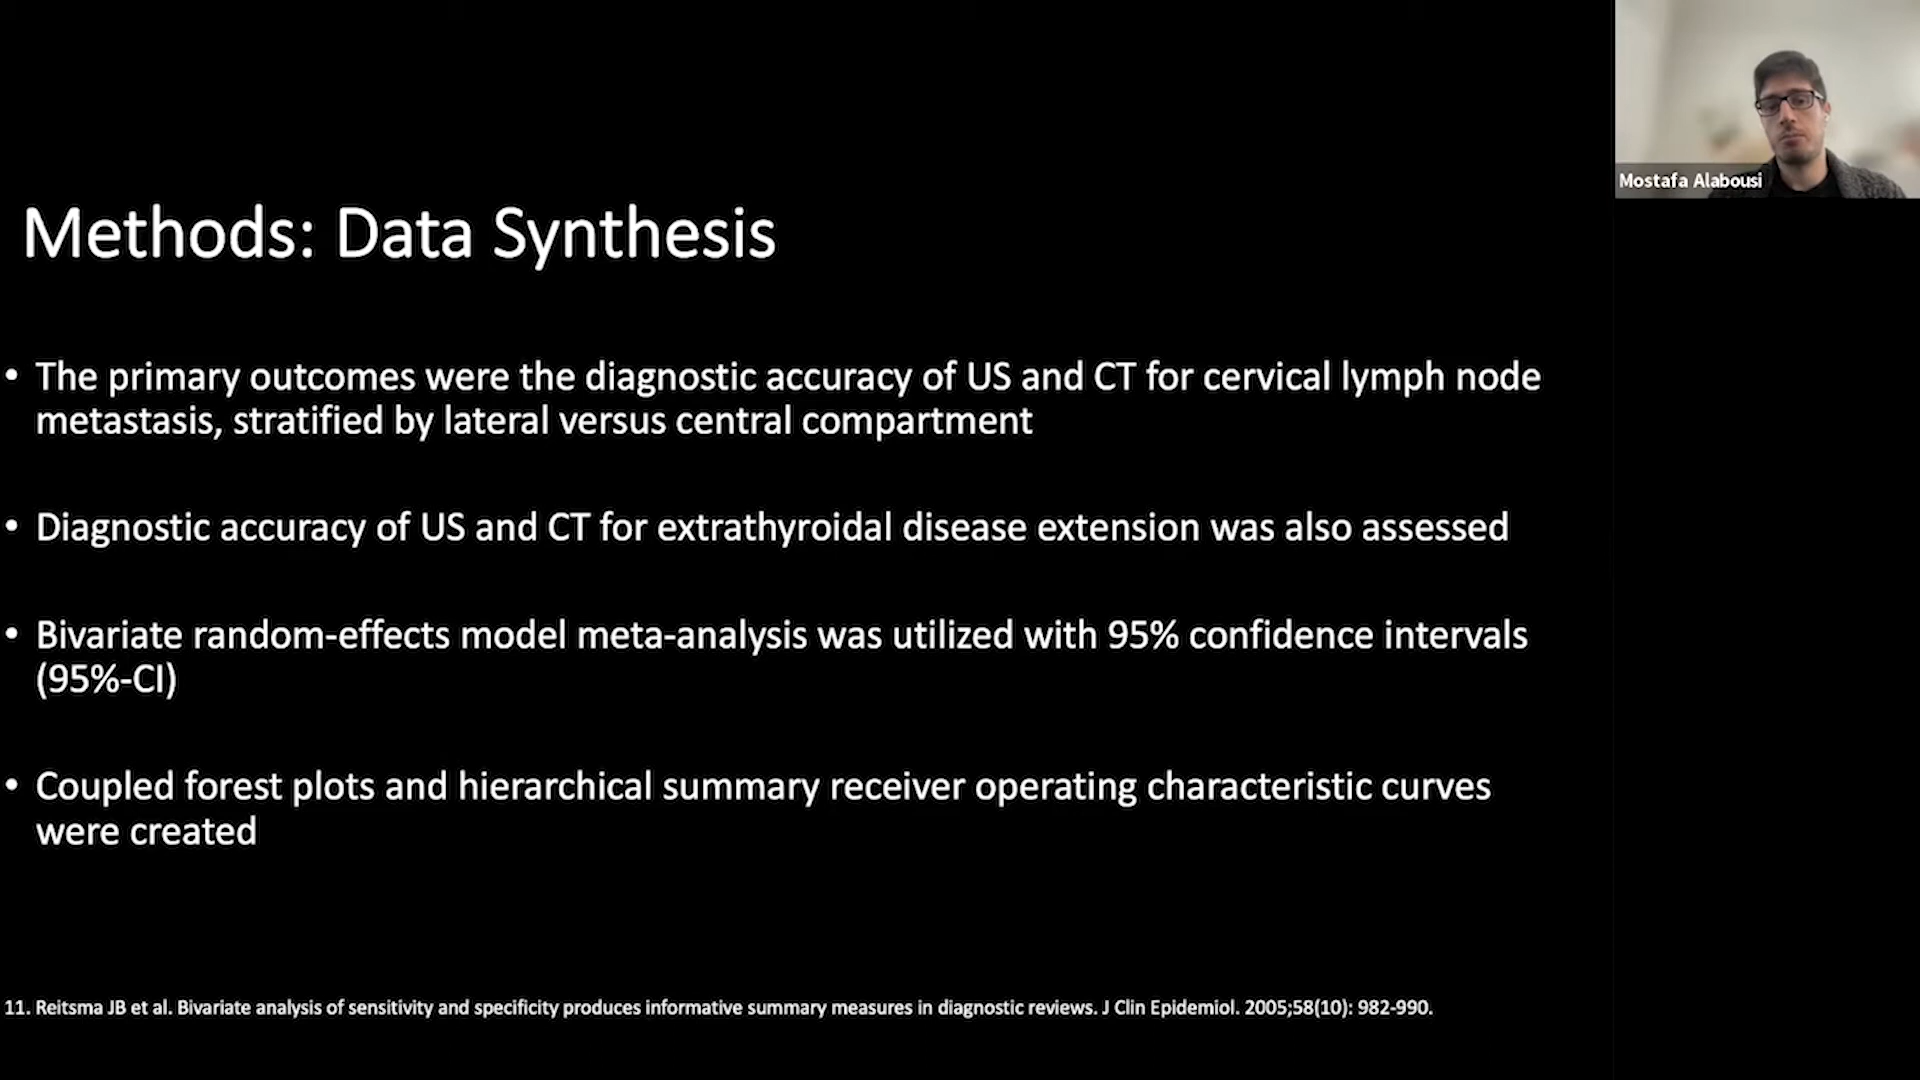 Methods: Data Synthesis
• The primary outcomes were the diagnostic accuracy of US and CT for cervical lymph node
metastasis, stratified by lateral versus central compartment
• Diagnostic accuracy of US and CT for extrathyroidal disease extension was also assessed
• Bivariate random-effects model meta-analysis was utilized with 95% confidence intervals
(95%-CI)
• Coupled forest plots and hierarchical summary receiver operating characteristic curves
were created
11. Reitsma JB et al. Bivariate analysis of sensitivity and specificity produces informative summary measures in diagnostic reviews. J Clin Epidemiol. 2005;58(10): 982-990.
Mostafa Alabousi